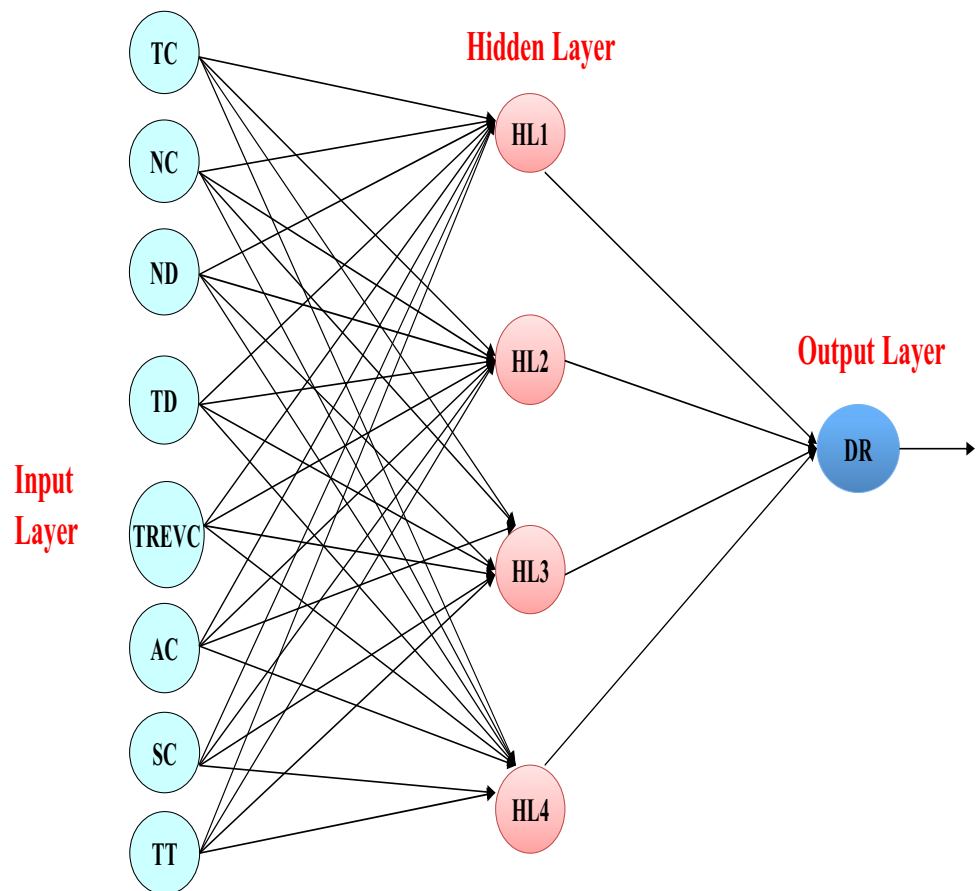 TC
NC
ND
TD
TREVC
AC
SC
TT
Input
Layer
Hidden Layer
HL1
HL2
HL3
HL4
Output Layer
DR